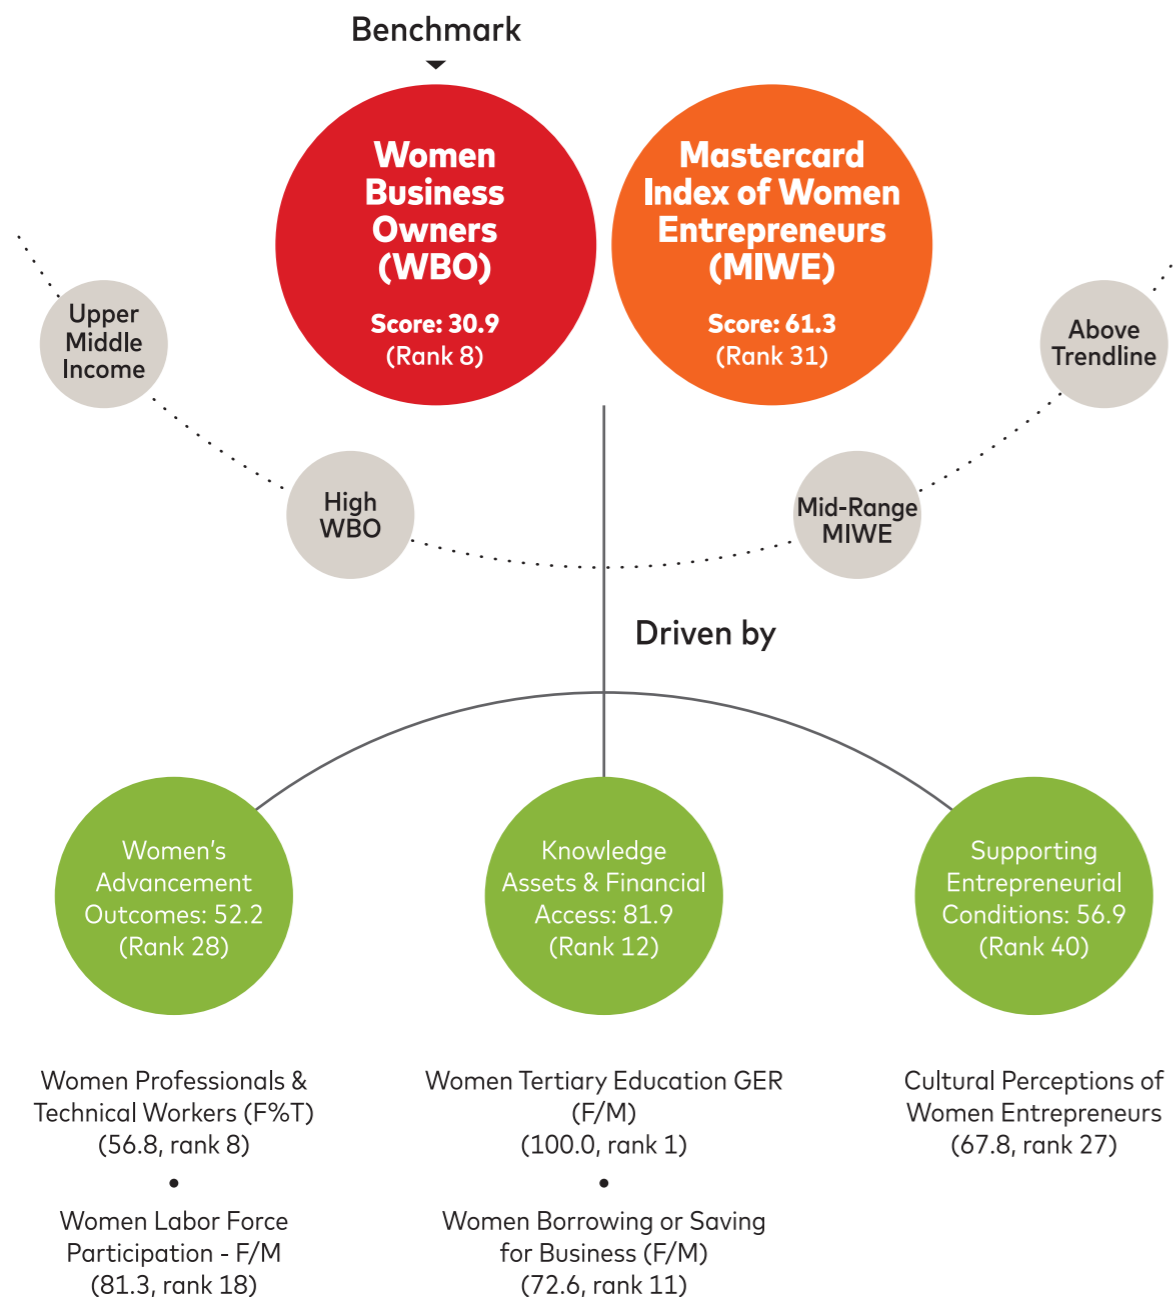 Benchmark
Women
Business
Owners
(WBO)
Score: 30.9
(Rank 8)
Mastercard
Index of Women
Entrepreneurs
(MIWE)
Score: 61.3
(Rank 31)
Upper
Middle
Income
High
WBO
Mid-Range
MIWE
Above
Trendline
Driven by
Women's
Advancement
Outcomes: 52.2
(Rank 28)
Knowledge
Assets & Financial
Access: 81.9
(Rank 12)
Supporting
Entrepreneurial
Conditions: 56.9
(Rank 40)
Women Professionals &
Technical Workers (F%T)
(56.8, rank 8)
•
Women Labor Force
Participation - F/M
(81.3, rank 18)
Women Tertiary Education GER
(F/M)
(100.0, rank 1)
•
Women Borrowing or Saving
for Business (F/M)
(72.6, rank 11)
Cultural Perceptions of
Women Entrepreneurs
(67.8, rank 27)